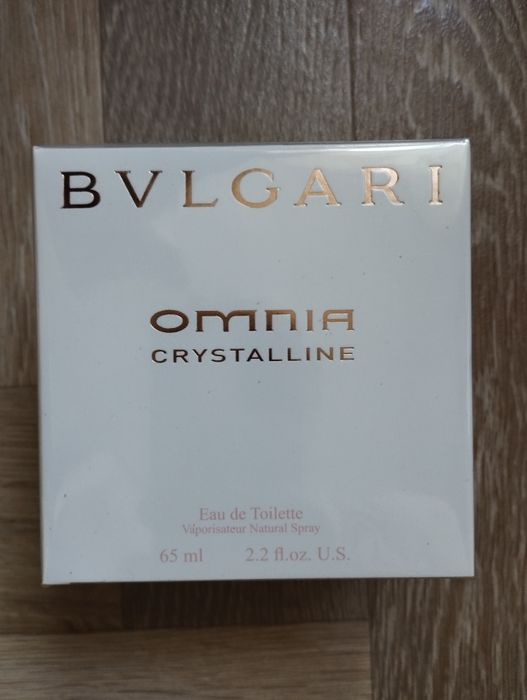 BVLGARI
OMNIA
CRYSTALLINE
Eau de Toilette
Vaporisateur Natural Spray
65 ml 2.2 fl.oz. U.S.